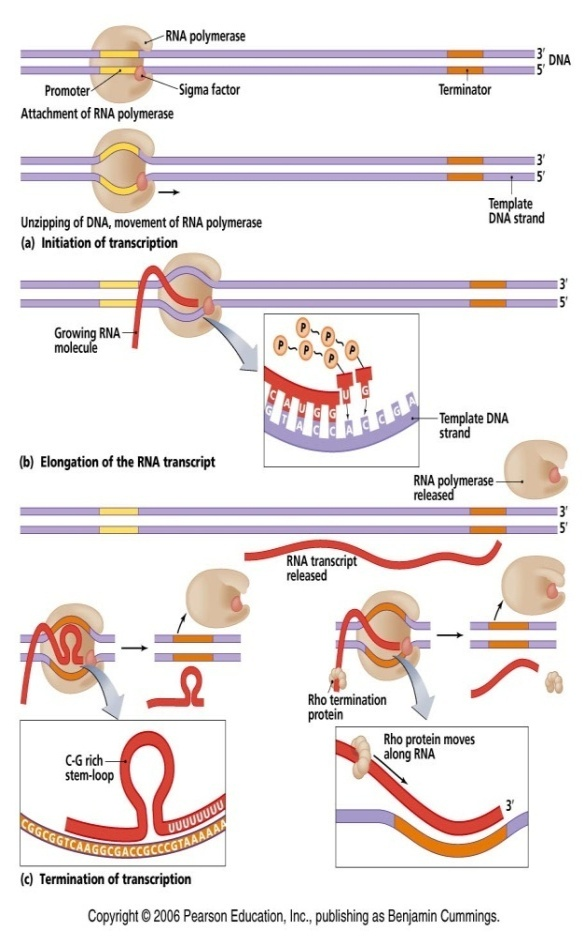 RNA polymerase
3′
DNA
5′
Promoter
Sigma factor
Terminator
Attachment of RNA polymerase
3′
5′
Template
DNA strand
Unzipping of DNA, movement of RNA polymerase
(a) Initiation of transcription
3′
5′
Growing RNA
molecule
P P P
P P P
C A U G G U G
G T A C C A C C G A
Template DNA
strand
(b) Elongation of the RNA transcript
RNA polymerase
released
3′
5′
RNA transcript
released
Rho termination
protein
C-G rich
stem-loop
UUUUUUUU
CGGCGGTCAAGGCGACCGCCCGTAAAAAA
Rho protein moves
along RNA
3′
(c) Termination of transcription
Copyright © 2006 Pearson Education, Inc., publishing as Benjamin Cummings.